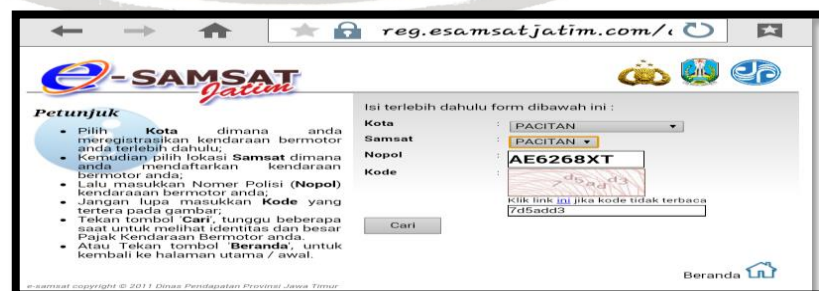 reg.esamsatjatim.com/
e-SAMSAT
Jatim
Petunjuk
• Pilih Kota dimana anda
meregistrasikan kendaraan bermotor
anda terlebih dahulu;
• Kemudian pilih lokasi Samsat dimana
anda mendaftarkan kendaraan
bermotor anda;
• Lalu masukkan Nomer Polisi (Nopol)
kendaraaan bermotor anda;
• Jangan lupa masukkan Kode yang
tertera pada gambar;
• Tekan tombol 'Cari', tunggu beberapa
saat untuk melihat identitas dan besar
Pajak Kendaraan Bermotor anda.
• Atau Tekan tombol 'Beranda', untuk
kembali ke halaman utama / awal.
Isi terlebih dahulu form dibawah ini :
Kota : PACITAN
Samsat : PACITAN
Nopol : AE6268XT
Kode : 7d5add3
Klik link ini jika kode tidak terbaca
7d5add3
Cari
Beranda
e-samsat copyright © 2011 Dinas Pendapatan Provinsi Jawa Timur